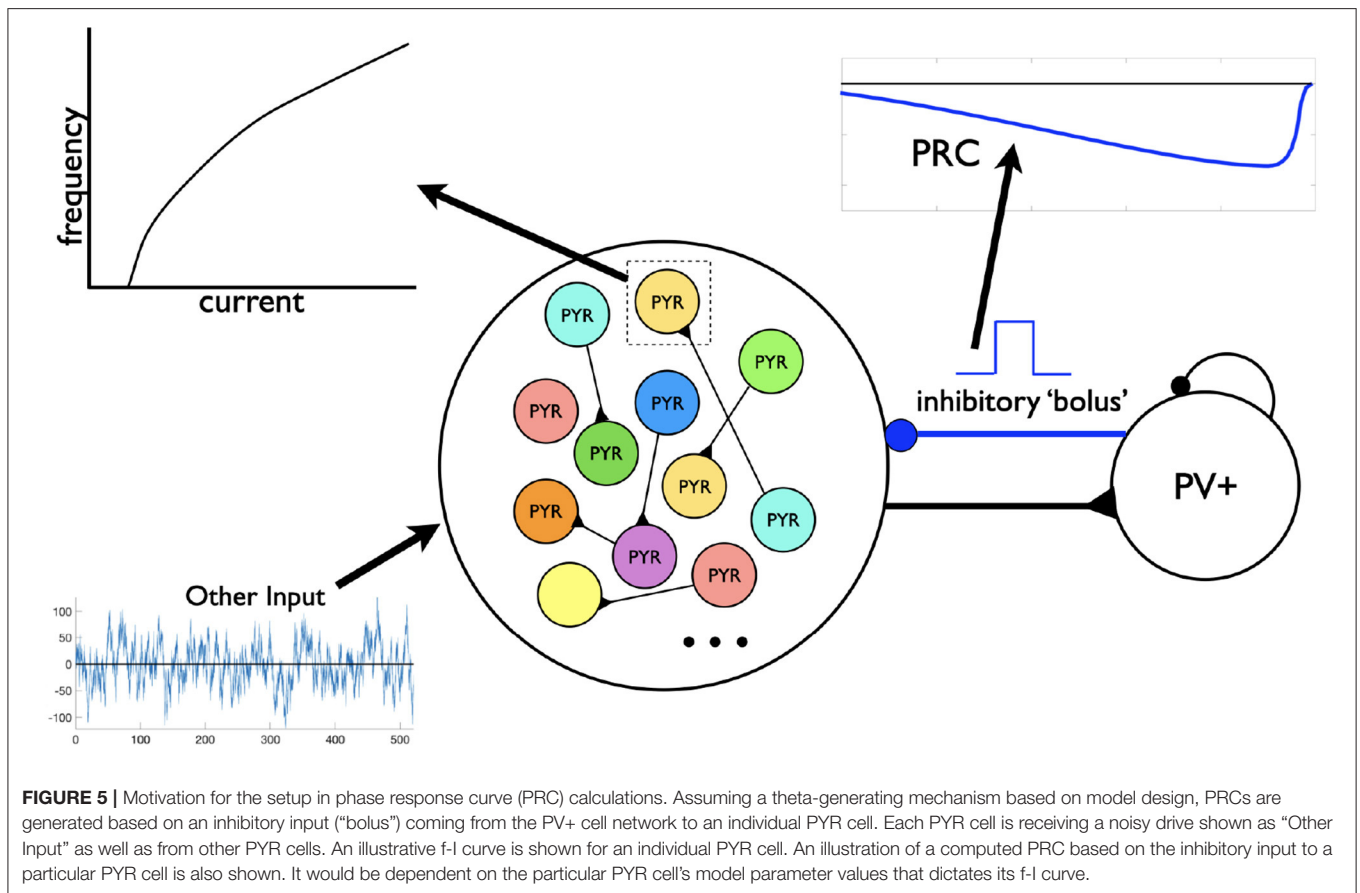 frequency
current
PRC
PYR
PYR
PYR
PYR
PYR
PYR
PYR
PYR
PYR
PYR
PYR
inhibitory ‘bolus’
PV+
Other Input
100
50
0
-50
-100
0 100 200 300 400 500
FIGURE 5 | Motivation for the setup in phase response curve (PRC) calculations. Assuming a theta-generating mechanism based on model design, PRCs are
generated based on an inhibitory input (“bolus”) coming from the PV+ cell network to an individual PYR cell. Each PYR cell is receiving a noisy drive shown as “Other
Input” as well as from other PYR cells. An illustrative f-I curve is shown for an individual PYR cell. An illustration of a computed PRC based on the inhibitory input to a
particular PYR cell is also shown. It would be dependent on the particular PYR cell’s model parameter values that dictates its f-I curve.